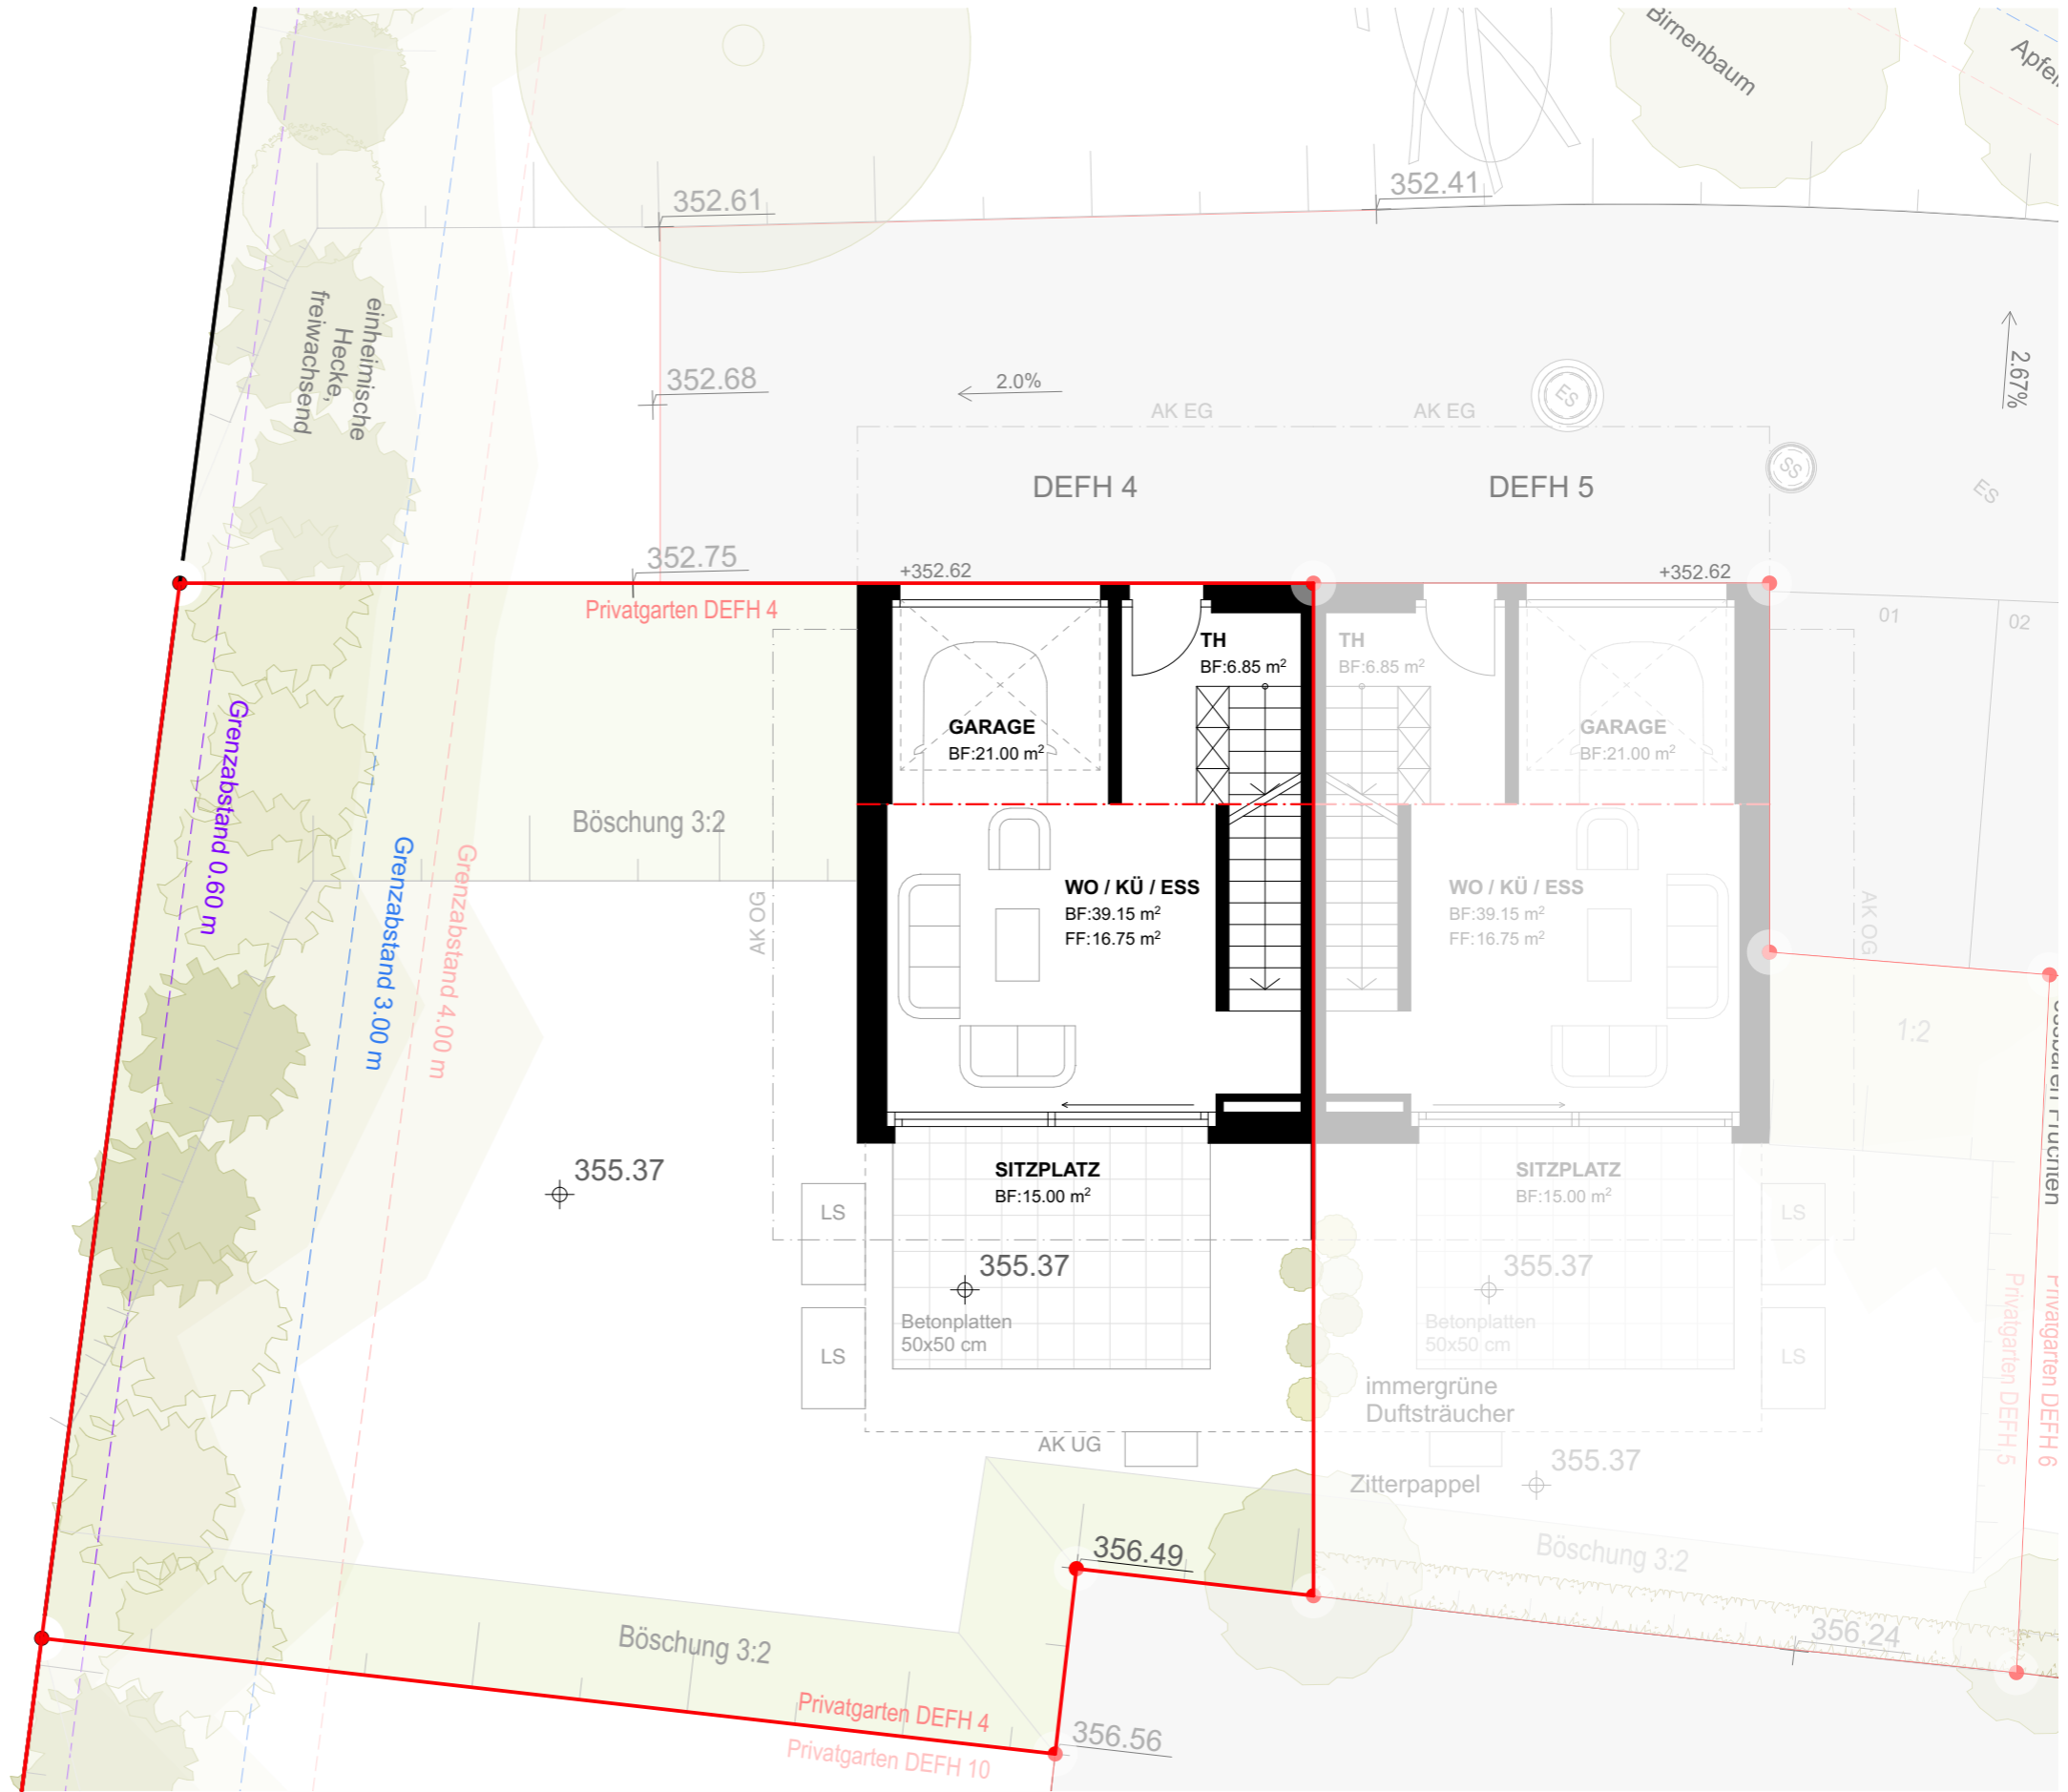 Birnenbaum
352.61
352.41
einheimische
Hecke,
freiwachsend
352.68
2.0%
2.67%
AK EG
AK EG
ES
DEFH 4
DEFH 5
SS
ES
352.75
+352.62
+352.62
Privatgarten DEFH 4
01
02
TH
BF:6.85 m²
TH
BF:6.85 m²
GARAGE
BF:21.00 m²
GARAGE
BF:21.00 m²
Grenzabstand 0.60 m
Grenzabstand 3.00 m
Grenzabstand 4.00 m
Böschung 3:2
AK OG
WO / KÜ / ESS
BF:39.15 m²
FF:16.75 m²
WO / KÜ / ESS
BF:39.15 m²
FF:16.75 m²
AK OG
1:2
355.37
SITZPLATZ
BF:15.00 m²
SITZPLATZ
BF:15.00 m²
LS
LS
355.37
355.37
Betonplatten
50x50 cm
Betonplatten
50x50 cm
LS
LS
immergrüne
Duftsträucher
Privatgarten DEFH 5
Privatgarten DEFH 6
AK UG
Zitterpappel
355.37
356.49
Böschung 3:2
Böschung 3:2
356.24
Privatgarten DEFH 4
Privatgarten DEFH 10
356.56